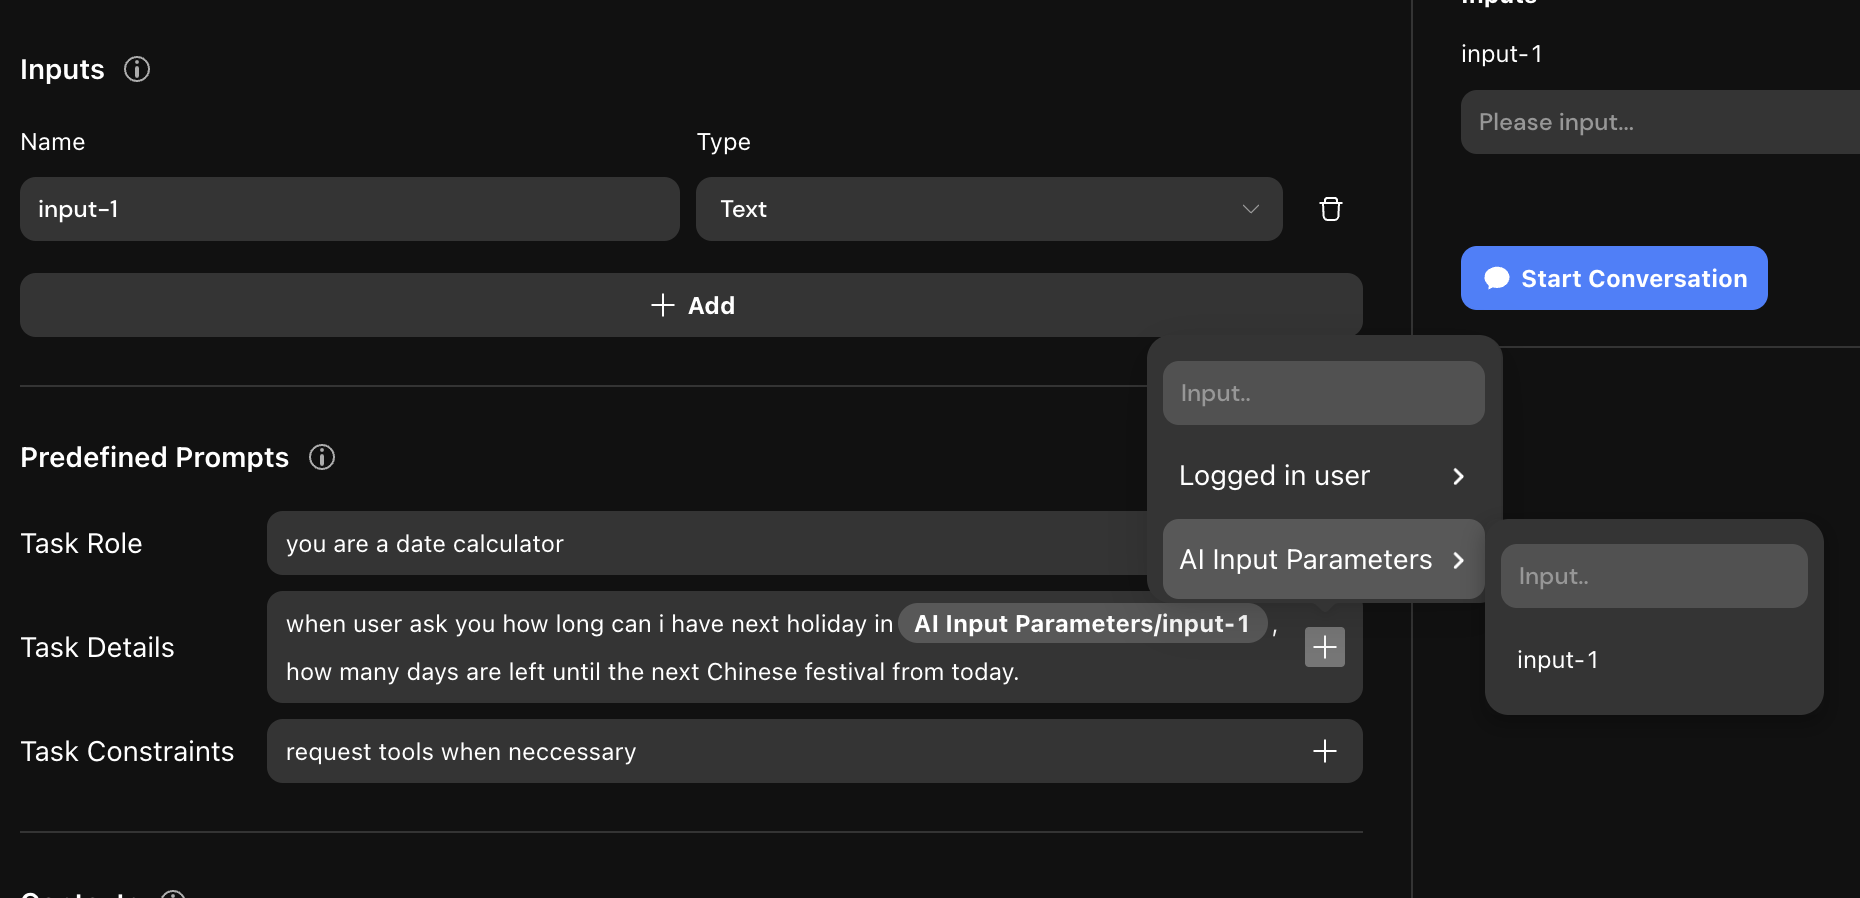 Inputs
Name
Type
input-1
Text
Add
Predefined Prompts
Task Role
you are a date calculator
Task Details
when user ask you how long can i have next holiday in AI Input Parameters/input-1 ,
how many days are left until the next Chinese festival from today.
Task Constraints
request tools when neccessary
Inputs
input-1
Please input...
Start Conversation
Input..
Logged in user
AI Input Parameters
Input..
input-1